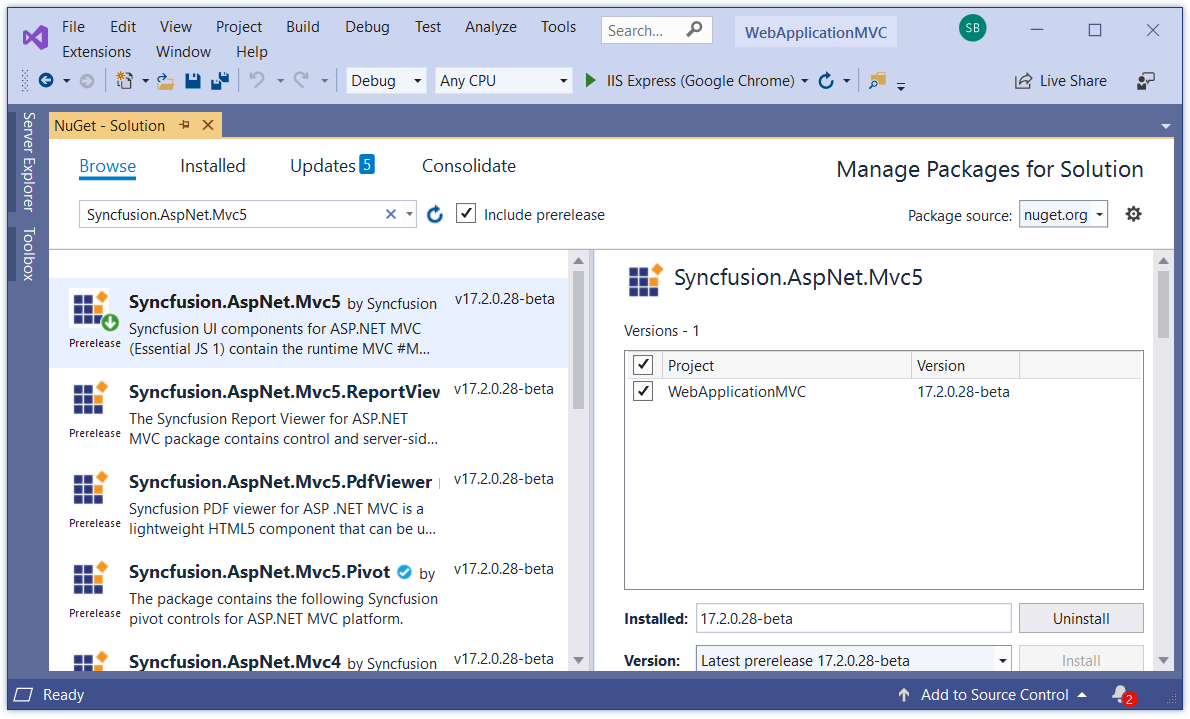 File Edit View Project Build Debug Test Analyze Tools Search... WebApplicationMVC SB
Extensions Window Help
Debug Any CPU IIS Express (Google Chrome) Live Share
Server Explorer
Toolbox
NuGet - Solution
Browse Installed Updates 5 Consolidate Manage Packages for Solution
Syncfusion.AspNet.Mvc5 Include prerelease Package source: nuget.org
Syncfusion.AspNet.Mvc5 by Syncfusion v17.2.0.28-beta
Syncfusion UI components for ASP.NET MVC
(Essential JS 1) contain the runtime MVC #M...
Prerelease
Syncfusion.AspNet.Mvc5.ReportView v17.2.0.28-beta
The Syncfusion Report Viewer for ASP.NET
MVC package contains control and server-sid...
Prerelease
Syncfusion.AspNet.Mvc5.PdfViewer v17.2.0.28-beta
Syncfusion PDF viewer for ASP .NET MVC is a
lightweight HTML5 component that can be u...
Prerelease
Syncfusion.AspNet.Mvc5.Pivot by v17.2.0.28-beta
The package contains the following Syncfusion
pivot controls for ASP.NET MVC platform.
Prerelease
Syncfusion.AspNet.Mvc4 by Syncfusion v17.2.0.28-beta
Syncfusion.AspNet.Mvc5
Versions - 1
Project Version
WebApplicationMVC 17.2.0.28-beta
Installed: 17.2.0.28-beta Uninstall
Version: Latest prerelease 17.2.0.28-beta Install
Ready Add to Source Control 2